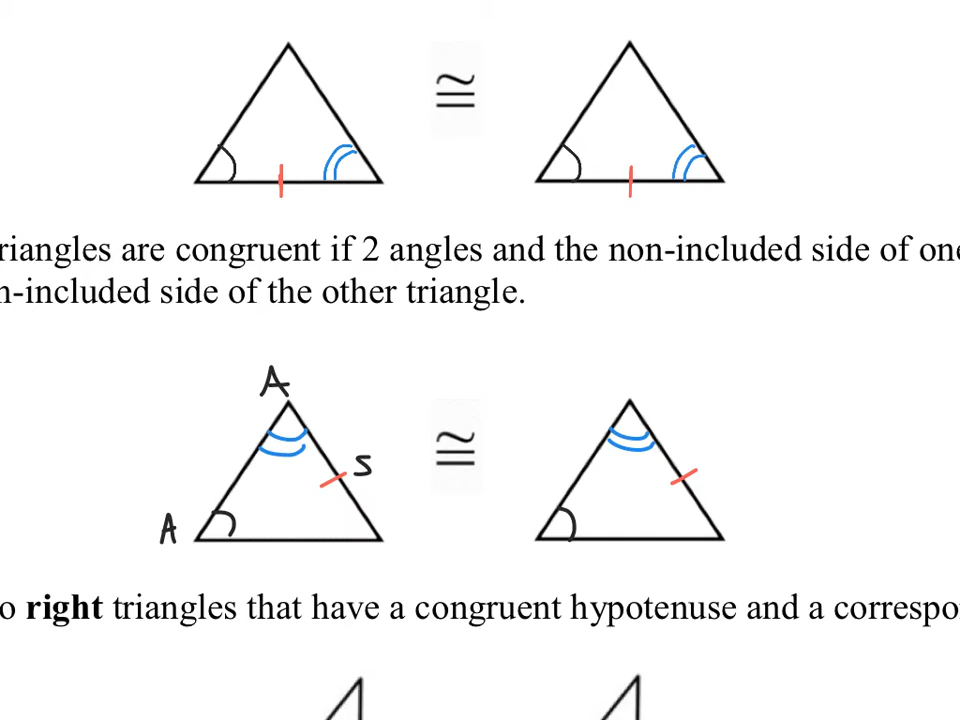 ≅
riangles are congruent if 2 angles and the non-included side of one
n-included side of the other triangle.
A
≅
S
A
o right triangles that have a congruent hypotenuse and a correspo